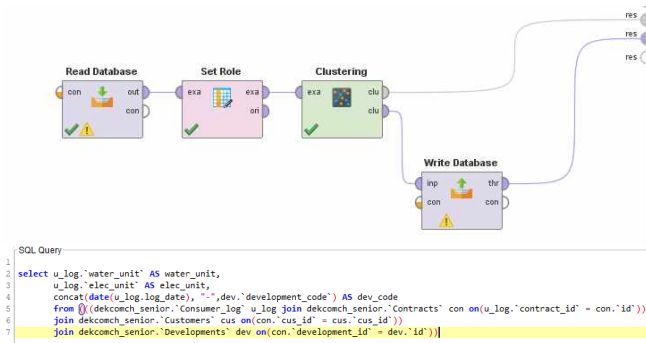 res
res
res
Read Database
con
out
con
Set Role
exa
exa
ori
Clustering
exa
clu
clu
Write Database
inp
thr
con
con
SQL Query
1
2 select u_log.`water_unit` AS water_unit,
3 u_log.`elec_unit` AS elec_unit,
4 concat(date(u_log.log_date), "-",dev.`development_code`) AS dev_code
5 from (((dekcomch_senior.`Consumer_log` u_log join dekcomch_senior.`Contracts` con on(u_log.`contract_id` = con.`id`))
6 join dekcomch_senior.`Customers` cus on(con.`cus_id` = cus.`cus_id`))
7 join dekcomch_senior.`Developments` dev on(con.`development_id` = dev.`id`))